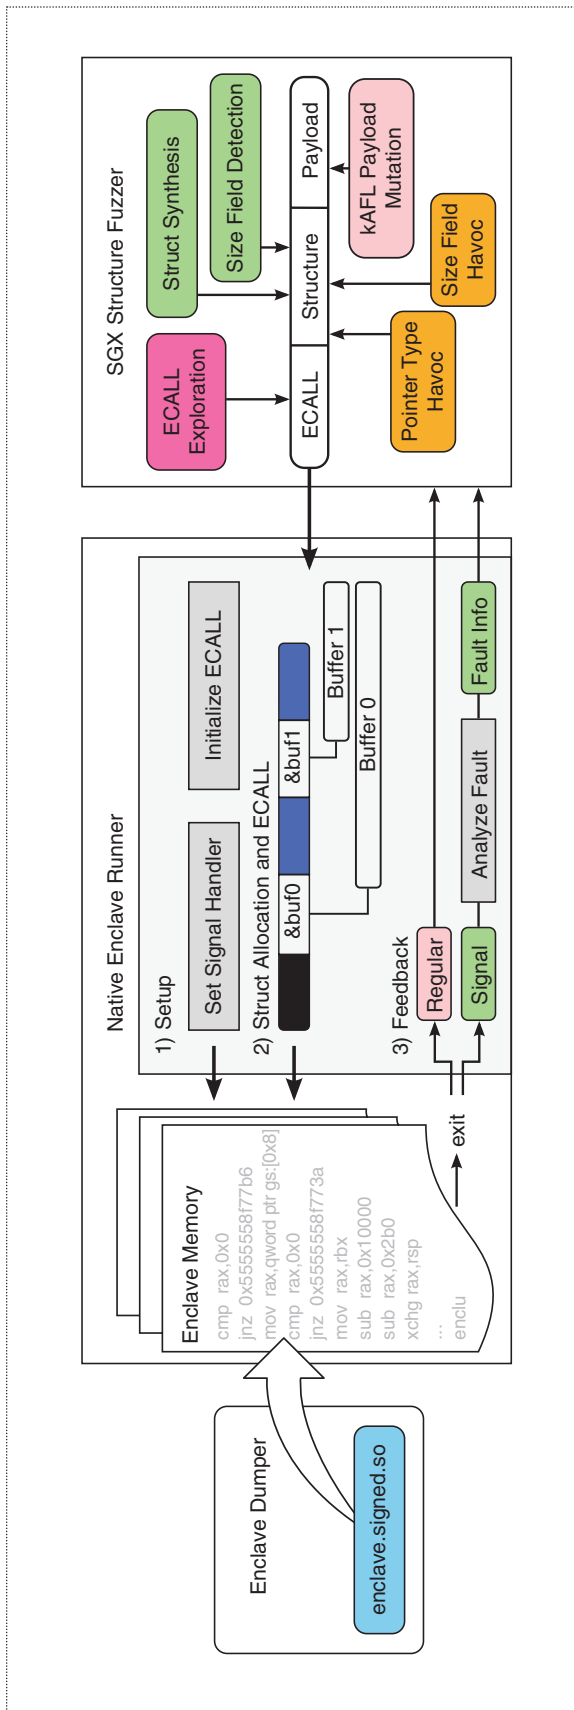 Enclave Dumper
enclave.signed.so
Native Enclave Runner
Enclave Memory
cmp rax,0x0
jnz 0x5555558f77b6
mov rax,qword ptr gs:[0x8]
cmp rax,0x0
jnz 0x5555558f773a
mov rax,rbx
sub rax,0x10000
sub rax,0x2b0
xchg rax,rsp
...
enclu
exit
1) Setup
Set Signal Handler
Initialize ECALL
2) Struct Allocation and ECALL
&buf0
&buf1
Buffer 1
Buffer 0
3) Feedback
Regular
Signal
Analyze Fault
Fault Info
SGX Structure Fuzzer
ECALL
Exploration
Struct Synthesis
Size Field Detection
ECALL
Structure
Payload
Pointer Type
Havoc
Size Field
Havoc
kAFL Payload
Mutation